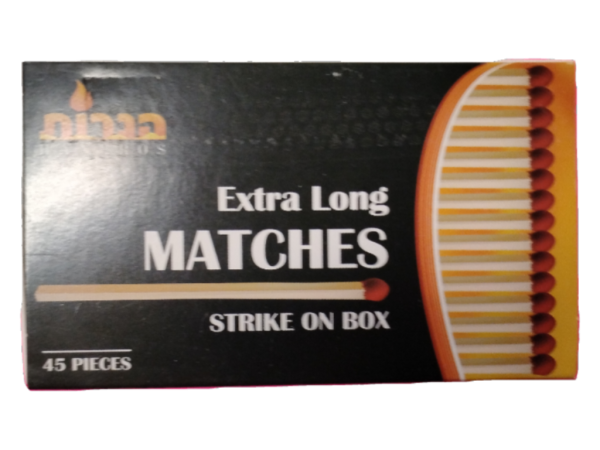 הנרות
Extra Long
MATCHES
STRIKE ON BOX
45 PIECES